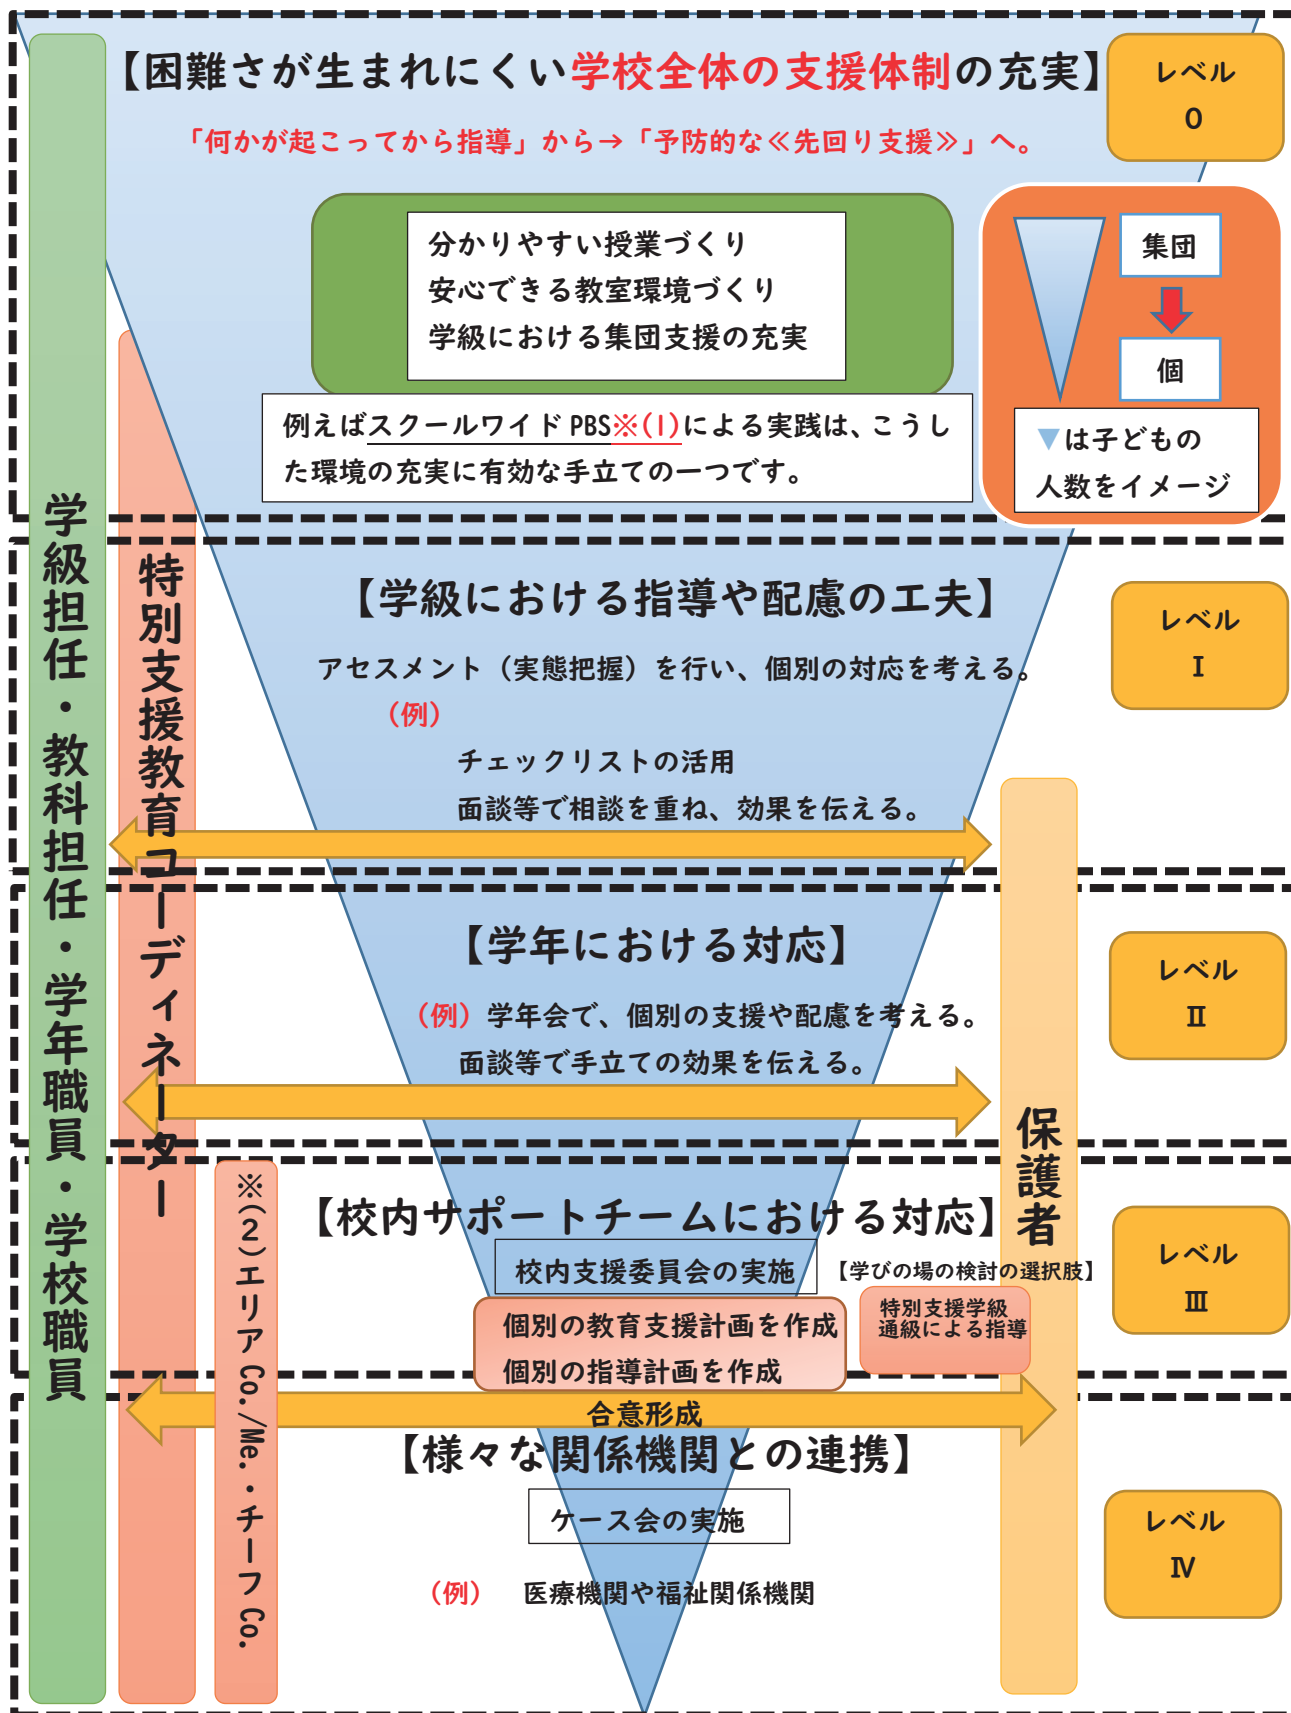 【困難さが生まれにくい学校全体の支援体制の充実】
レベル
0
「何かが起こってから指導」から→「予防的な≪先回り支援≫」へ。
分かりやすい授業づくり
安心できる教室環境づくり
学級における集団支援の充実
集団
個
▼は子どもの
人数をイメージ
例えばスクールワイド PBS※(1)による実践は、こうし
た環境の充実に有効な手立ての一つです。
学級担任・教科担任・学年職員・学校職員
特別支援教育コーディネーター
【学級における指導や配慮の工夫】
レベル
Ⅰ
アセスメント（実態把握）を行い、個別の対応を考える。
（例）
チェックリストの活用
面談等で相談を重ね、効果を伝える。
保護者
【学年における対応】
レベル
Ⅱ
（例）学年会で、個別の支援や配慮を考える。
面談等で手立ての効果を伝える。
※(2)エリア Co./Me.・チーフ Co.
【校内サポートチームにおける対応】
レベル
Ⅲ
校内支援委員会の実施
【学びの場の検討の選択肢】
特別支援学級
通級による指導
個別の教育支援計画を作成
個別の指導計画を作成
合意形成
【様々な関係機関との連携】
レベル
Ⅳ
ケース会の実施
（例）　医療機関や福祉関係機関